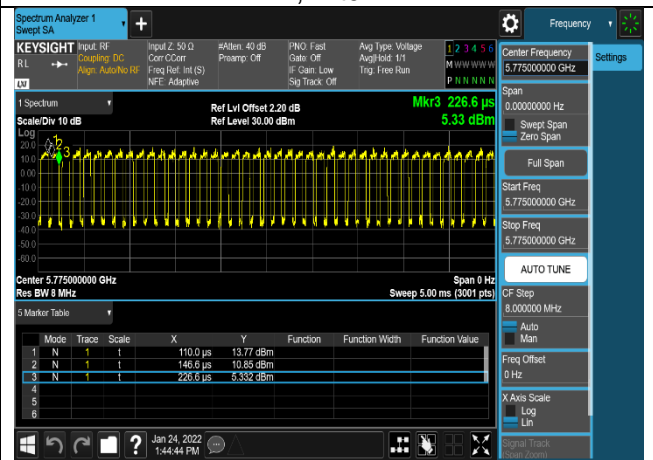 Spectrum Analyzer 1
Swept SA
+
Frequency
KEYSIGHT
RL
LXI
Input: RF
Coupling: DC
Align: Auto/No RF
Input Z: 50 Ω
Corr CCorr
Freq Ref: Int (S)
NFE: Adaptive
#Atten: 40 dB
Preamp: Off
PNO: Fast
Gate: Off
IF Gain: Low
Sig Track: Off
Avg Type: Voltage
Avg|Hold: 1/1
Trig: Free Run
1 2 3 4 5 6
M W W W W W
P N N N N N
Center Frequency
5.775000000 GHz
Settings
Span
0.00000000 Hz
Swept Span
Zero Span
Full Span
Start Freq
5.775000000 GHz
Stop Freq
5.775000000 GHz
AUTO TUNE
CF Step
8.000000 MHz
Auto
Man
Freq Offset
0 Hz
X Axis Scale
Log
Lin
Signal Track
(Span Zoom)
1 Spectrum
Scale/Div 10 dB
Ref Lvl Offset 2.20 dB
Ref Level 30.00 dBm
Mkr3 226.6 µs
5.33 dBm
Log
20.0
10.0
0.00
-10.0
-20.0
-30.0
-40.0
-50.0
-60.0
2
3
Center 5.775000000 GHz
Res BW 8 MHz
Span 0 Hz
Sweep 5.00 ms (3001 pts)
5 Marker Table
Mode Trace Scale X Y Function Function Width Function Value
1 N 1 t 110.0 µs 13.77 dBm
2 N 1 t 146.6 µs 10.85 dBm
3 N 1 t 226.6 µs 5.332 dBm
4
5
6
?
Jan 24, 2022
1:44:44 PM